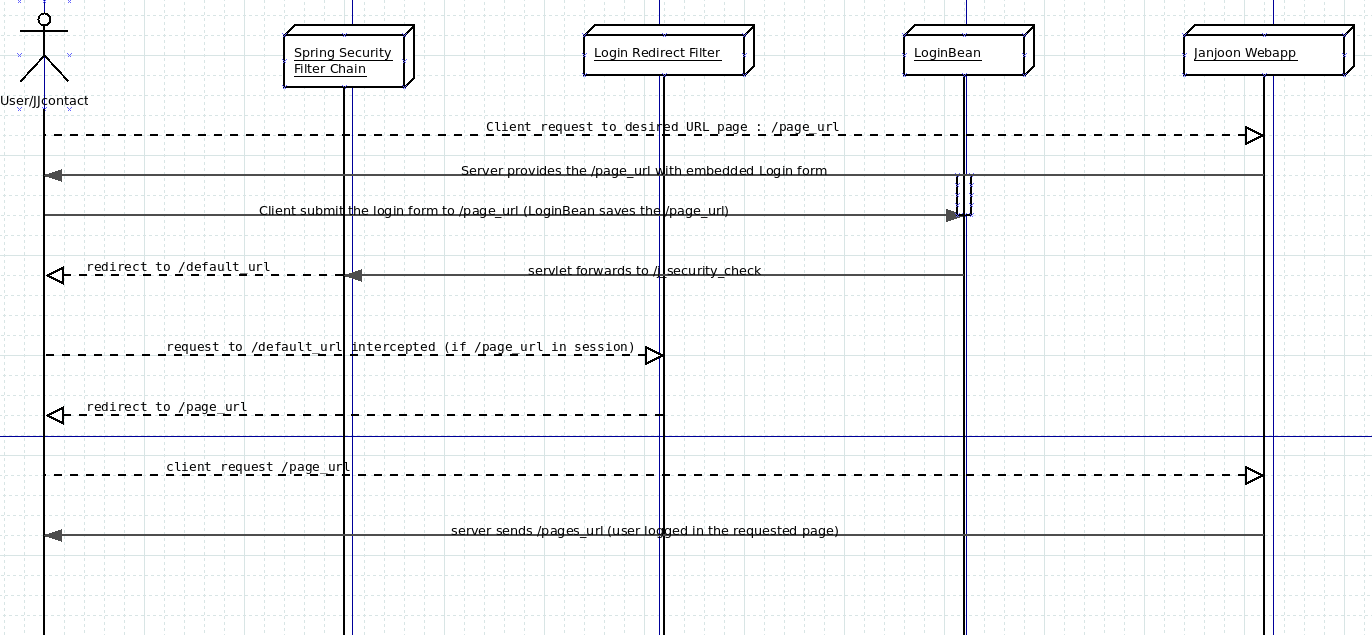 Spring Security
Filter Chain
Login Redirect Filter
LoginBean
Janjoon Webapp
User/JJcontact
Client request to desired URL page : /page_url
Server provides the /page_url with embedded Login form
Client submit the login form to /page_url (LoginBean saves the /page_url)
redirect to /default_url
servlet forwards to /j_security_check
request to /default_url intercepted (if /page_url in session)
redirect to /page_url
client request /page_url
server sends /pages_url (user logged in the requested page)